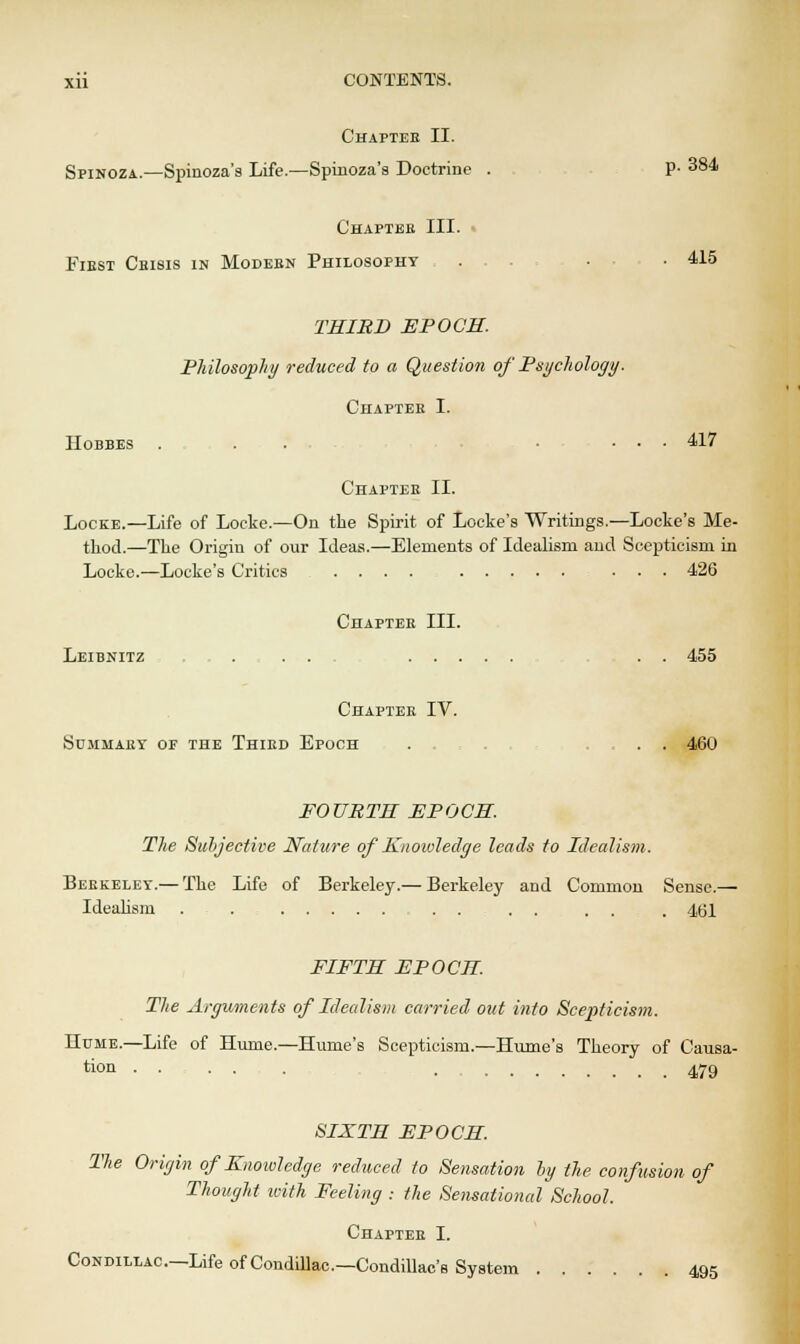 xii CONTENTS.
CHAPTER II.
SPINOZA.—Spinoza's Life.—Spinoza's Doctrine . p. 384
CHAPTER III.
FIRST CRISIS IN MODERN PHILOSOPHY . . . . . 415
THIRD EPOCH.
Philosophy reduced to a Question of Psychology.
CHAPTER I.
HOBBES . . . . . . . 417
CHAPTER II.
LOCKE.—Life of Locke.—On the Spirit of Locke's Writings.—Locke's Me-
thod.—The Origin of our Ideas.—Elements of Idealism and Scepticism in
Locke.—Locke's Critics . . . . . . . . . . . . 426
CHAPTER III.
LEIBNITZ . . . . . . . . . . 455
CHAPTER IV.
SUMMARY OF THE THIRD EPOCH . . . . . 460
FOURTH EPOCH.
The Subjective Nature of Knowledge leads to Idealism.
BERKELEY.—The Life of Berkeley.—Berkeley and Common Sense.—
Idealism . . . . . . . . . . . . . . . 461
FIFTH EPOCH.
The Arguments of Idealism carried out into Scepticism.
HUME.—Life of Hume.—Hume's Scepticism.—Hume's Theory of Causa-
tion . . . . . . . . . . . . . . . 479
SIXTH EPOCH.
The Origin of Knowledge reduced to Sensation by the confusion of
Thought with Feeling : the Sensational School.
CHAPTER I.
CONDILLAC.—Life of Condillac.—Condillac's System . . . . . . 495